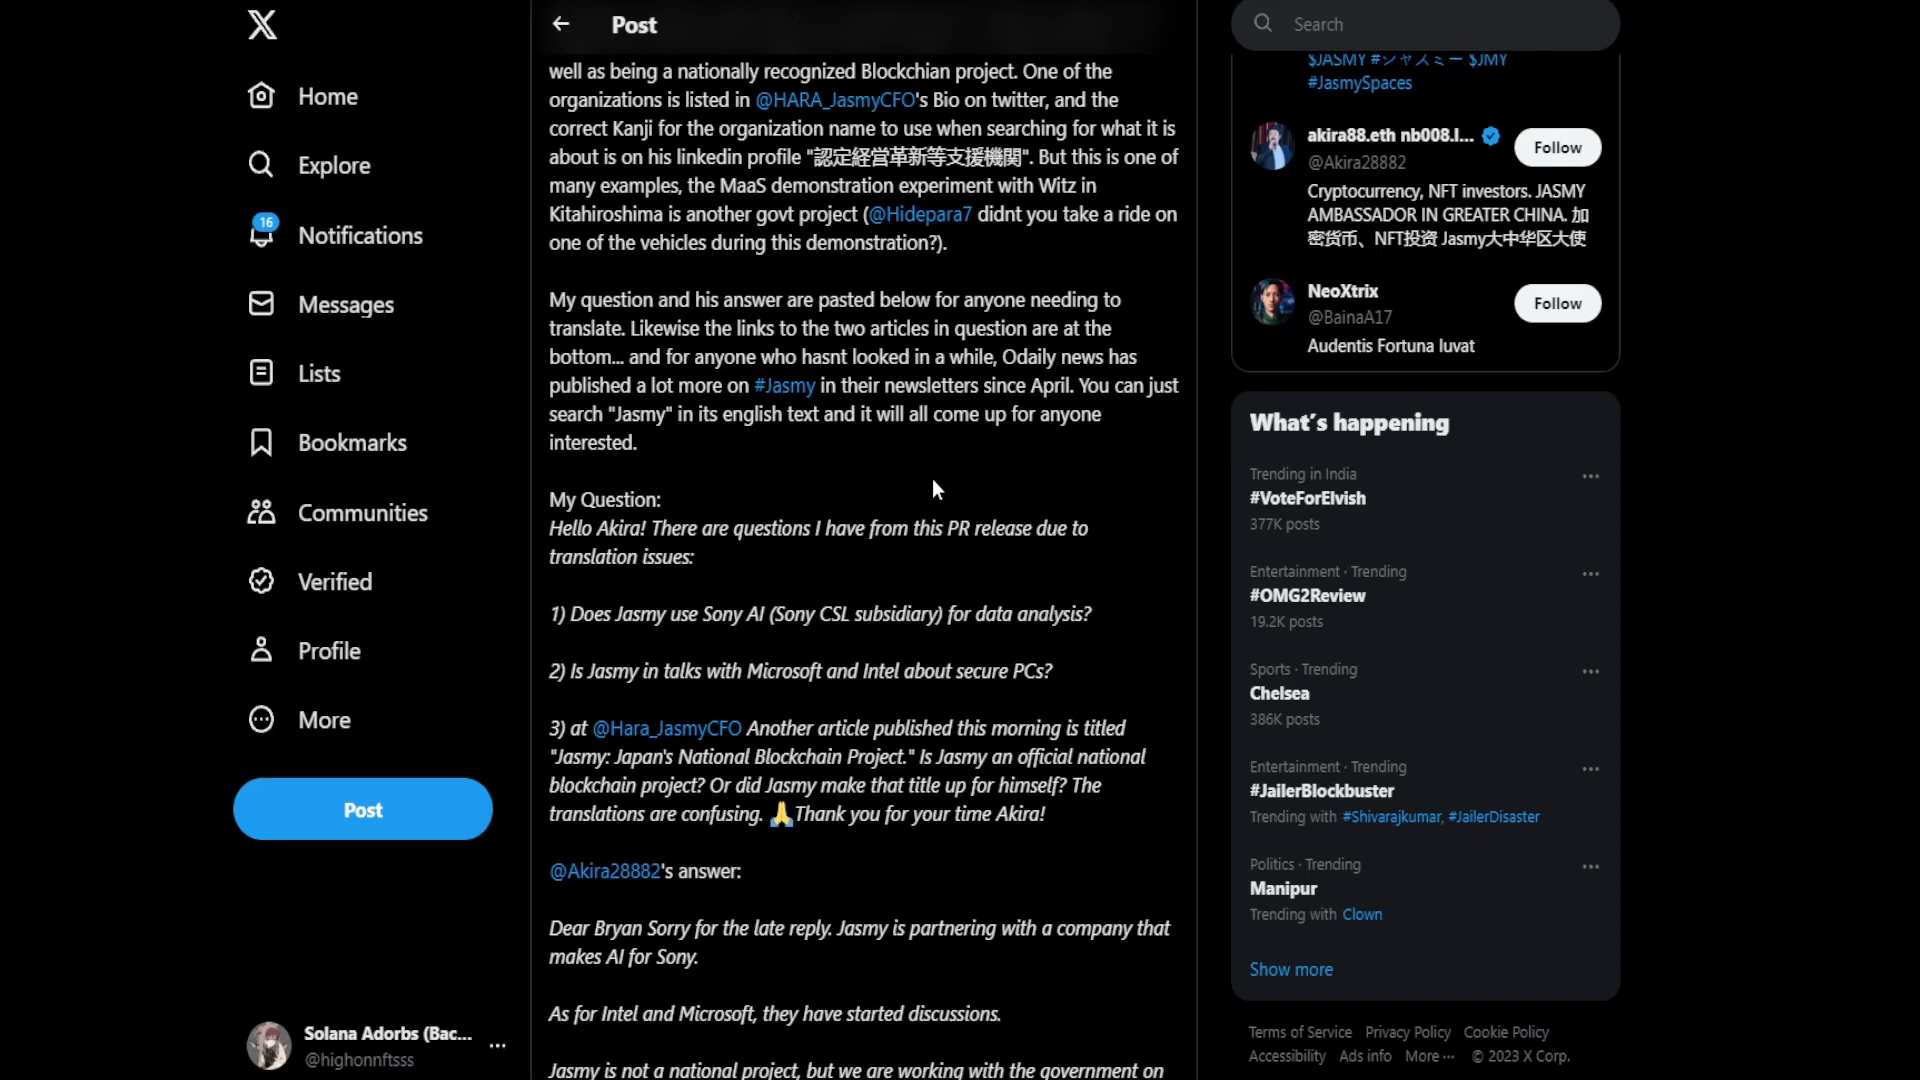 Home
Explore
16
Notifications
Messages
Lists
Bookmarks
Communities
Verified
Profile
More
Post
Solana Adorbs (Bac...
@highonnftsss
Post
well as being a nationally recognized Blockchian project. One of the
organizations is listed in @HARA_JasmyCFO's Bio on twitter, and the
correct Kanji for the organization name to use when searching for what it is
about is on his linkedin profile "認定経営革新等支援機関". But this is one of
many examples, the MaaS demonstration experiment with Witz in
Kitahiroshima is another govt project (@Hidepara7 didnt you take a ride on
one of the vehicles during this demonstration?).
My question and his answer are pasted below for anyone needing to
translate. Likewise the links to the two articles in question are at the
bottom... and for anyone who hasnt looked in a while, Odaily news has
published a lot more on #Jasmy in their newsletters since April. You can just
search "Jasmy" in its english text and it will all come up for anyone
interested.
My Question:
Hello Akira! There are questions I have from this PR release due to
translation issues:
1) Does Jasmy use Sony AI (Sony CSL subsidiary) for data analysis?
2) Is Jasmy in talks with Microsoft and Intel about secure PCs?
3) at @Hara_JasmyCFO Another article published this morning is titled
"Jasmy: Japan's National Blockchain Project." Is Jasmy an official national
blockchain project? Or did Jasmy make that title up for himself? The
translations are confusing. 🙏Thank you for your time Akira!
@Akira28882's answer:
Dear Bryan Sorry for the late reply. Jasmy is partnering with a company that
makes AI for Sony.
As for Intel and Microsoft, they have started discussions.
Jasmy is not a national project, but we are working with the government on
Search
$JASMY #ジャスミー $JMY
#JasmySpaces
akira88.eth nb008.l...
@Akira28882
Follow
Cryptocurrency, NFT investors. JASMY
AMBASSADOR IN GREATER CHINA. 加
密货币、NFT投资 Jasmy大中华区大使
NeoXtrix
@BainaA17
Follow
Audentis Fortuna Iuvat
What's happening
Trending in India
#VoteForElvish
377K posts
Entertainment · Trending
#OMG2Review
19.2K posts
Sports · Trending
Chelsea
386K posts
Entertainment · Trending
#JailerBlockbuster
Trending with #Shivarajkumar, #JailerDisaster
Politics · Trending
Manipur
Trending with Clown
Show more
Terms of Service Privacy Policy Cookie Policy
Accessibility Ads info More ··· © 2023 X Corp.